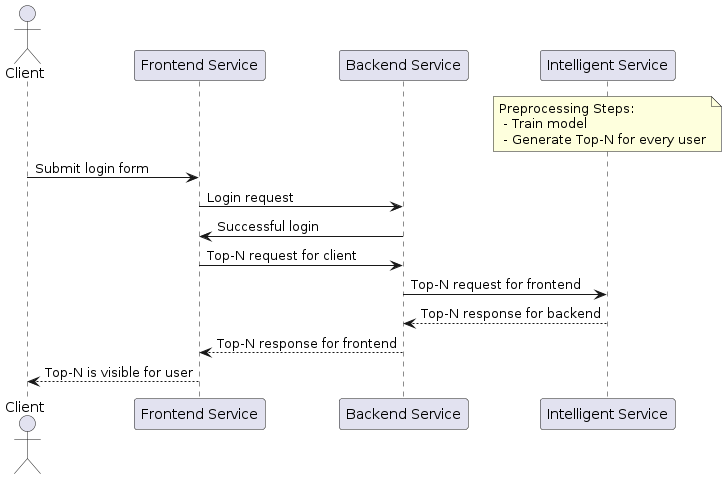 Client
Frontend Service
Backend Service
Intelligent Service
Preprocessing Steps:
- Train model
- Generate Top-N for every user
Submit login form
Login request
Successful login
Top-N request for client
Top-N request for frontend
Top-N response for backend
Top-N response for frontend
Top-N is visible for user
Client
Frontend Service
Backend Service
Intelligent Service